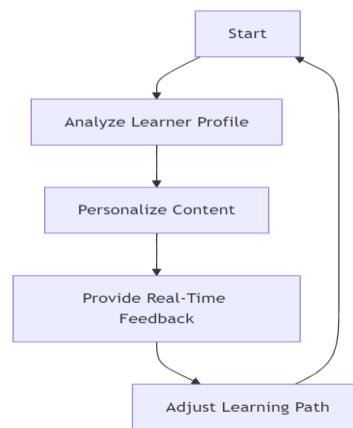 Start
Analyze Learner Profile
Personalize Content
Provide Real-Time
Feedback
Adjust Learning Path